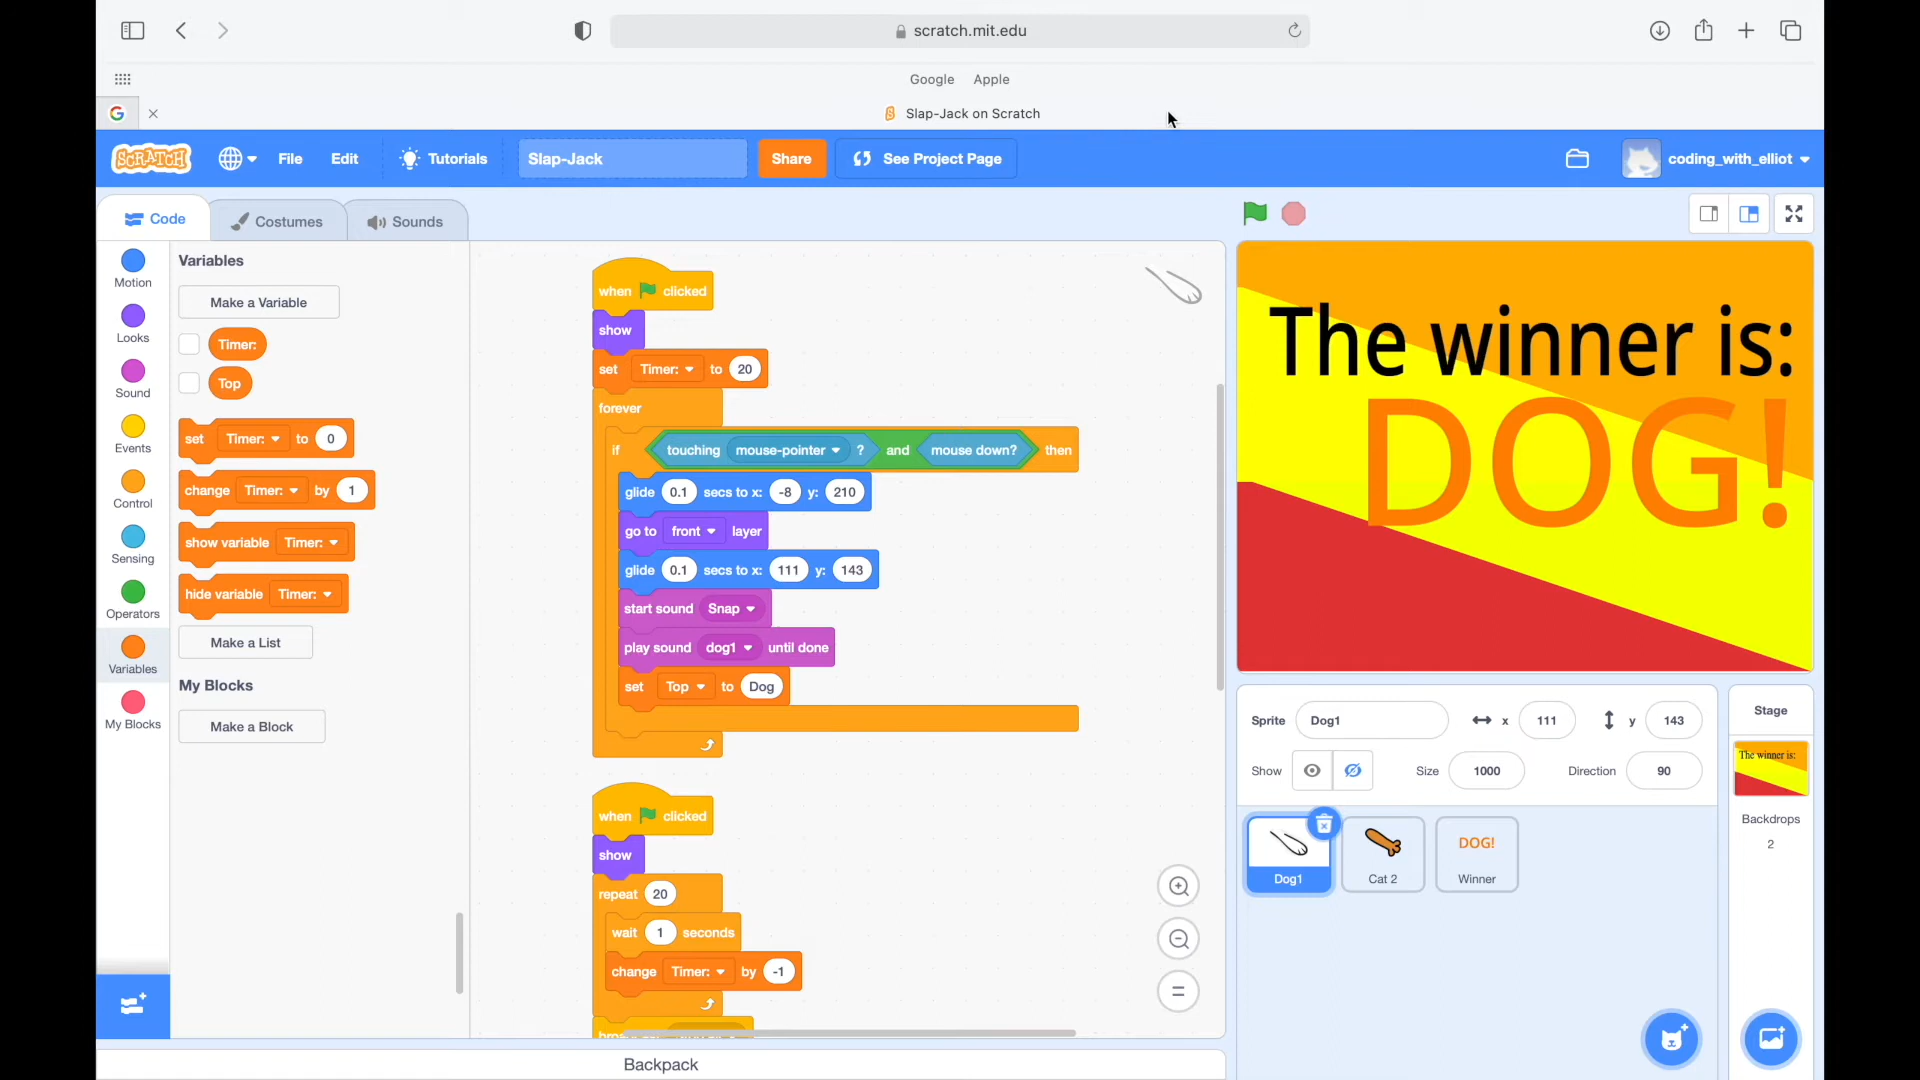 scratch.mit.edu
Google Apple
Slap-Jack on Scratch
SCRATCH File Edit Tutorials Slap-Jack Share See Project Page coding_with_elliot
Code Costumes Sounds
Motion
Looks
Sound
Events
Control
Sensing
Operators
Variables
My Blocks
Variables
Make a Variable
Timer:
Top
set Timer: to 0
change Timer: by 1
show variable Timer:
hide variable Timer:
Make a List
My Blocks
Make a Block
when clicked
show
set Timer: to 20
forever
if touching mouse-pointer ? and mouse down? then
glide 0.1 secs to x: -8 y: 210
go to front layer
glide 0.1 secs to x: 111 y: 143
start sound Snap
play sound dog1 until done
set Top to Dog
when clicked
show
repeat 20
wait 1 seconds
change Timer: by -1
Backpack
The winner is:
DOG!
Sprite Dog1 x 111 y 143
Show Size 1000 Direction 90
Dog1
Cat 2
DOG!
Winner
Stage
The winner is:
Backdrops
2